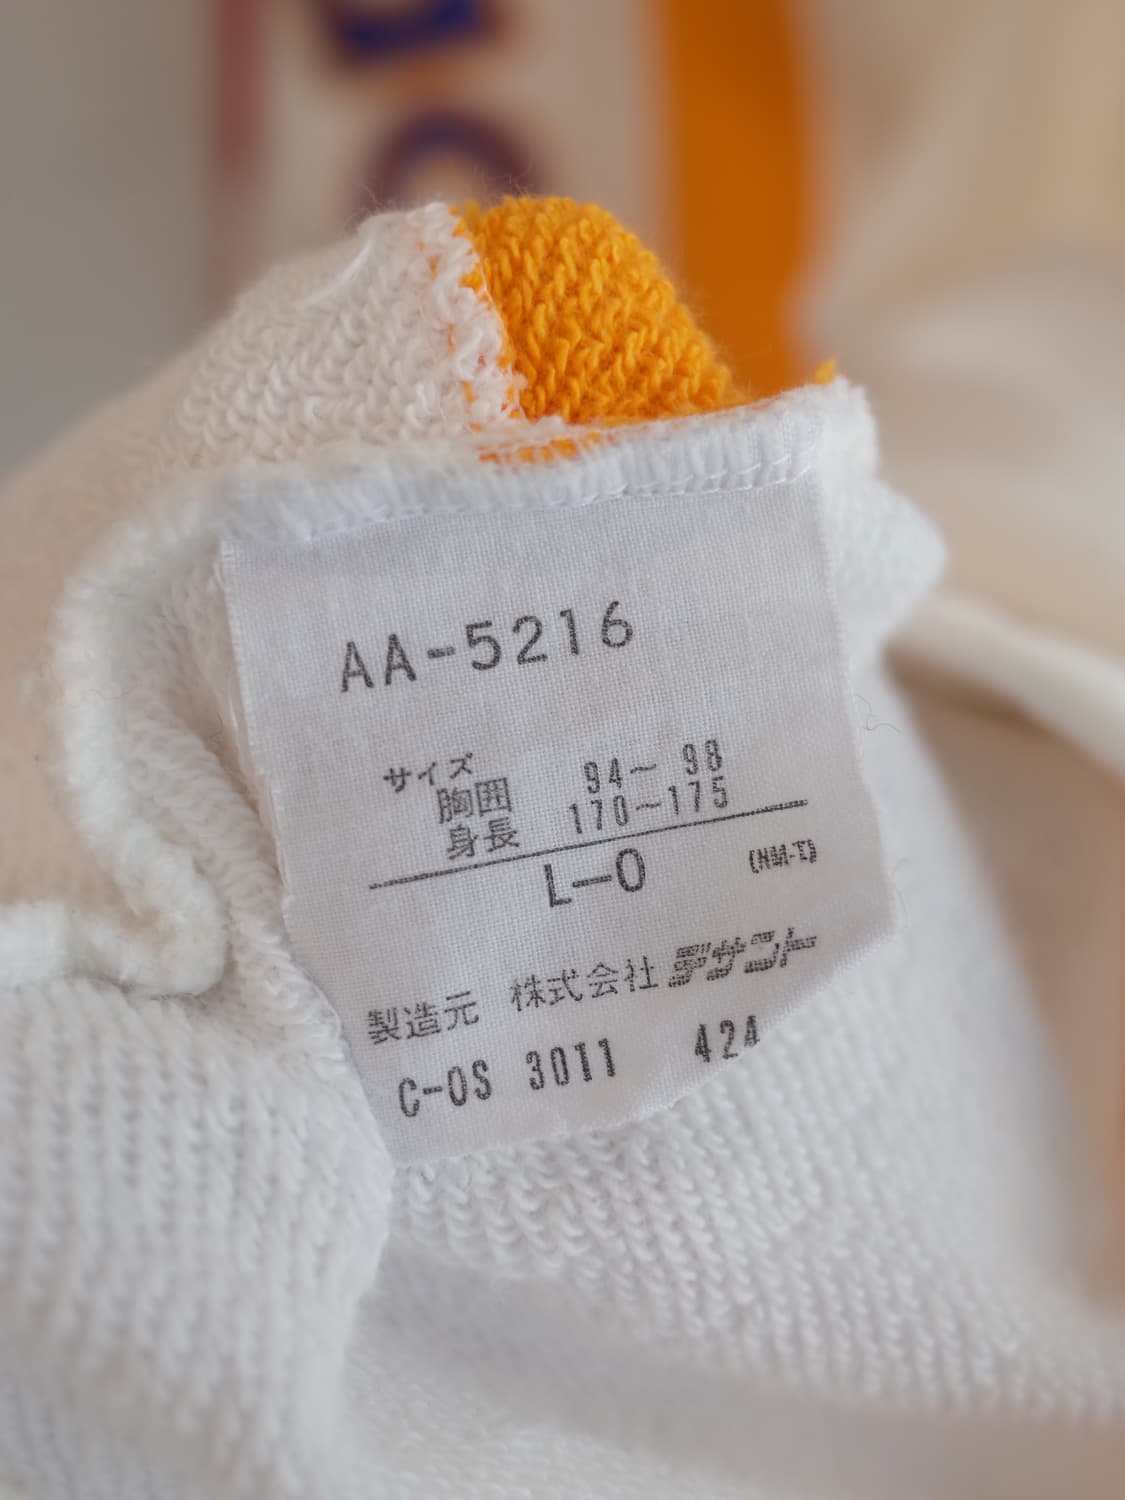 AA-5216
サイズ
胸囲 94～98
身長 170～175
L-O
製造元 株式会社デサント
C-OS 3011 424